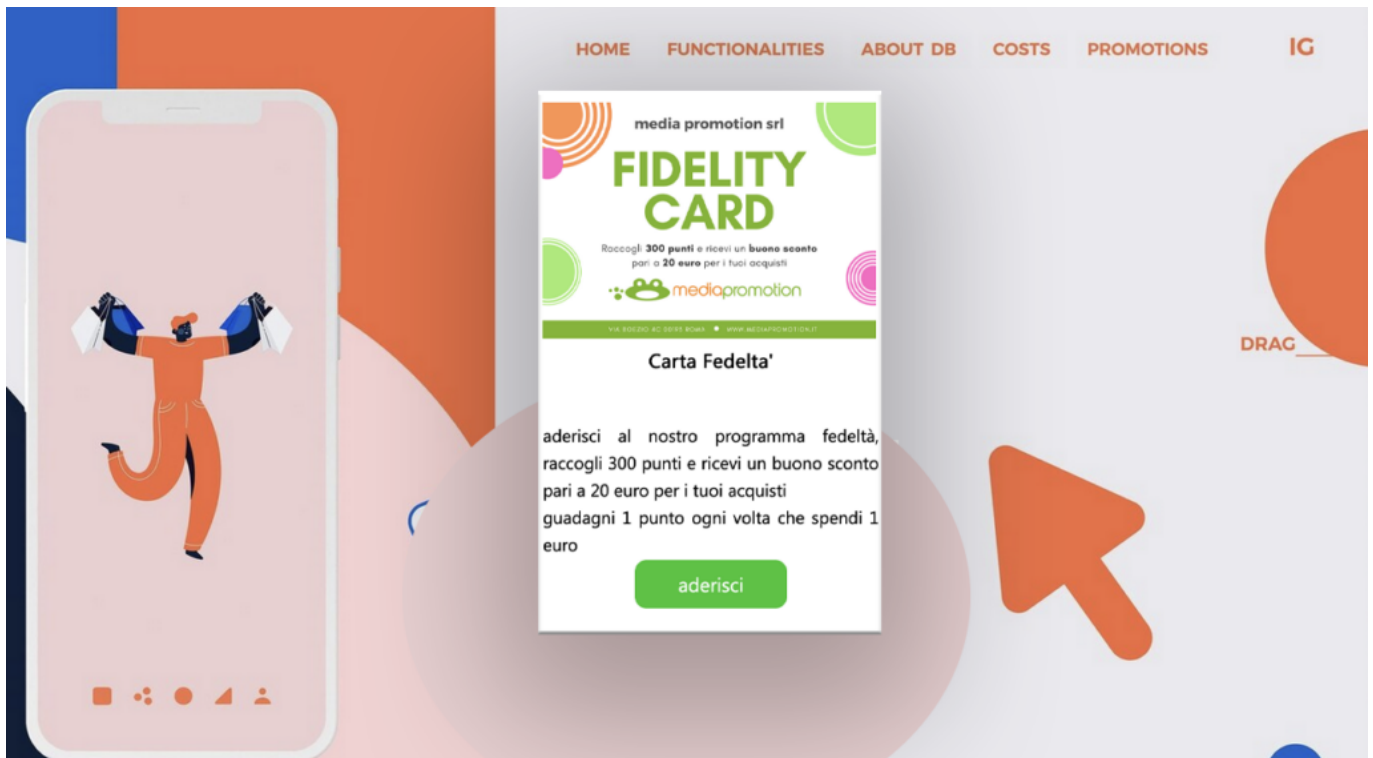 HOME FUNCTIONALITIES ABOUT DB COSTS PROMOTIONS IG
media promotion srl
FIDELITY
CARD
Raccogli 300 punti e ricevi un buono sconto
pari a 20 euro per i tuoi acquisti
mediapromotion
WWW.MEDIAPROMOTION.IT
Carta Fedelta'
DRAG
aderisci al nostro programma fedeltà,
raccogli 300 punti e ricevi un buono sconto
pari a 20 euro per i tuoi acquisti
guadagni 1 punto ogni volta che spendi 1
euro
aderisci